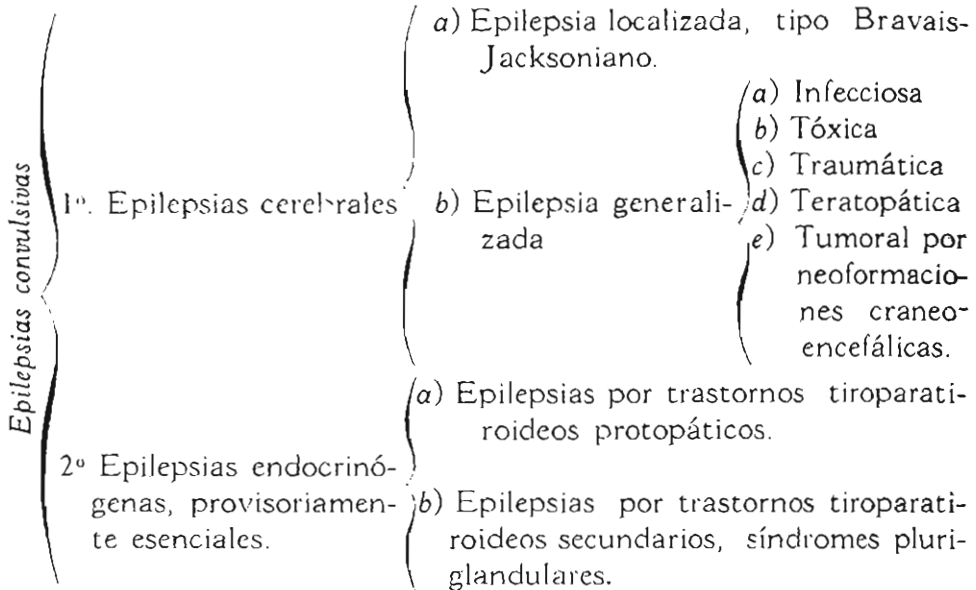 Epilepsias convulsivas
1º. Epilepsias cerebrales
a) Epilepsia localizada, tipo Bravais-
Jacksoniano.
b) Epilepsia generali-
zada
a) Infecciosa
b) Tóxica
c) Traumática
d) Teratopática
e) Tumoral por
neoformacio-
nes craneo-
encefálicas.
2º Epilepsias endocrinó-
genas, provisoriamen-
te esenciales.
a) Epilepsias por trastornos tiroparati-
roideos protopáticos.
b) Epilepsias por trastornos tiroparati-
roideos secundarios, síndromes pluri-
glandulares.